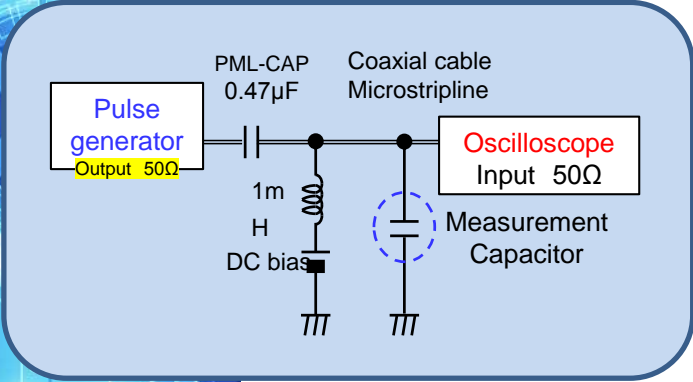 PML-CAP
0.47µF
Coaxial cable
Microstripline
Pulse
generator
Output 50Ω
Oscilloscope
Input 50Ω
1m
H
DC bias
Measurement
Capacitor